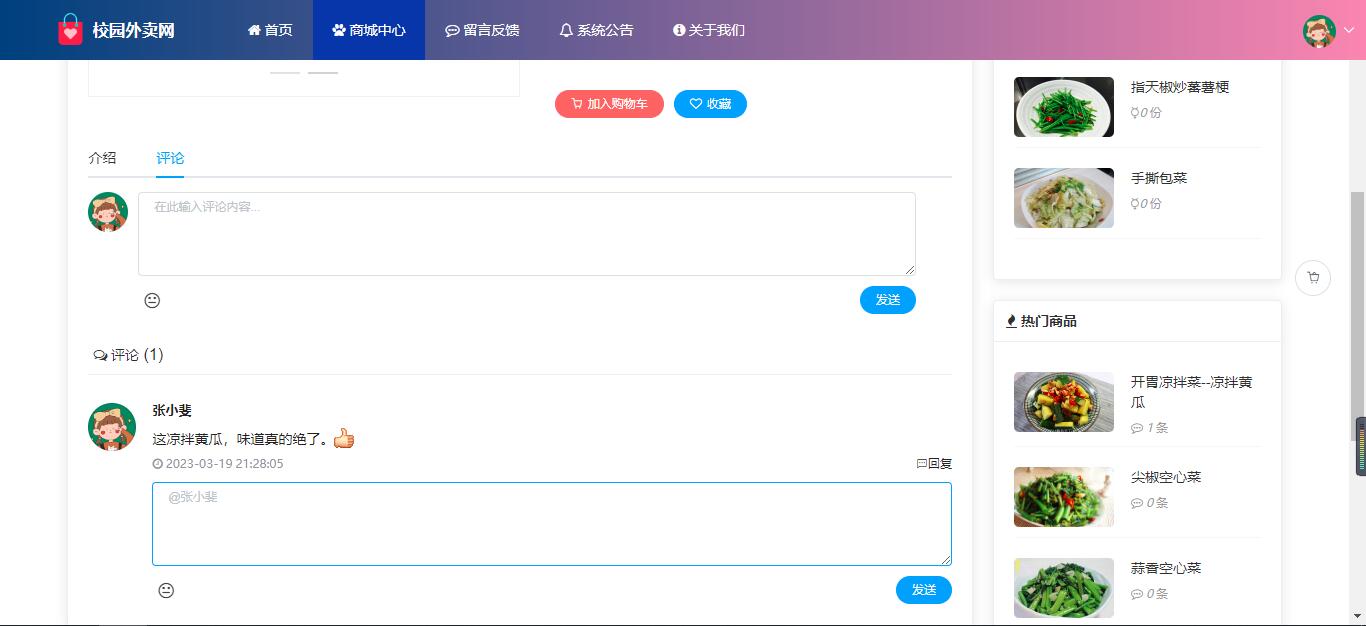 校园外卖网
首页
商城中心
留言反馈
系统公告
关于我们
加入购物车
收藏
介绍
评论
在此输入评论内容...
发送
评论 (1)
张小斐
这凉拌黄瓜，味道真的绝了。
2023-03-19 21:28:05
回复
@张小斐
发送
指天椒炒蕃薯梗
0份
手撕包菜
0份
热门商品
开胃凉拌菜--凉拌黄
瓜
1条
尖椒空心菜
0条
蒜香空心菜
0条